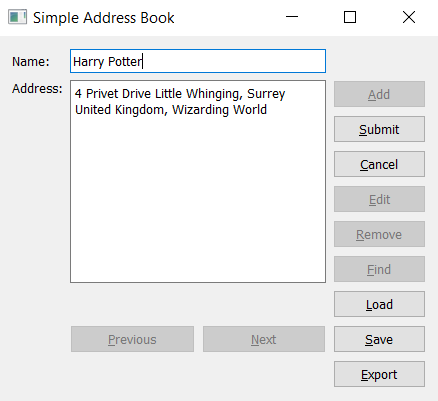 Simple Address Book
Name:
Harry Potter
Address:
4 Privet Drive Little Whinging, Surrey
United Kingdom, Wizarding World
Add
Submit
Cancel
Edit
Remove
Find
Load
Previous
Next
Save
Export